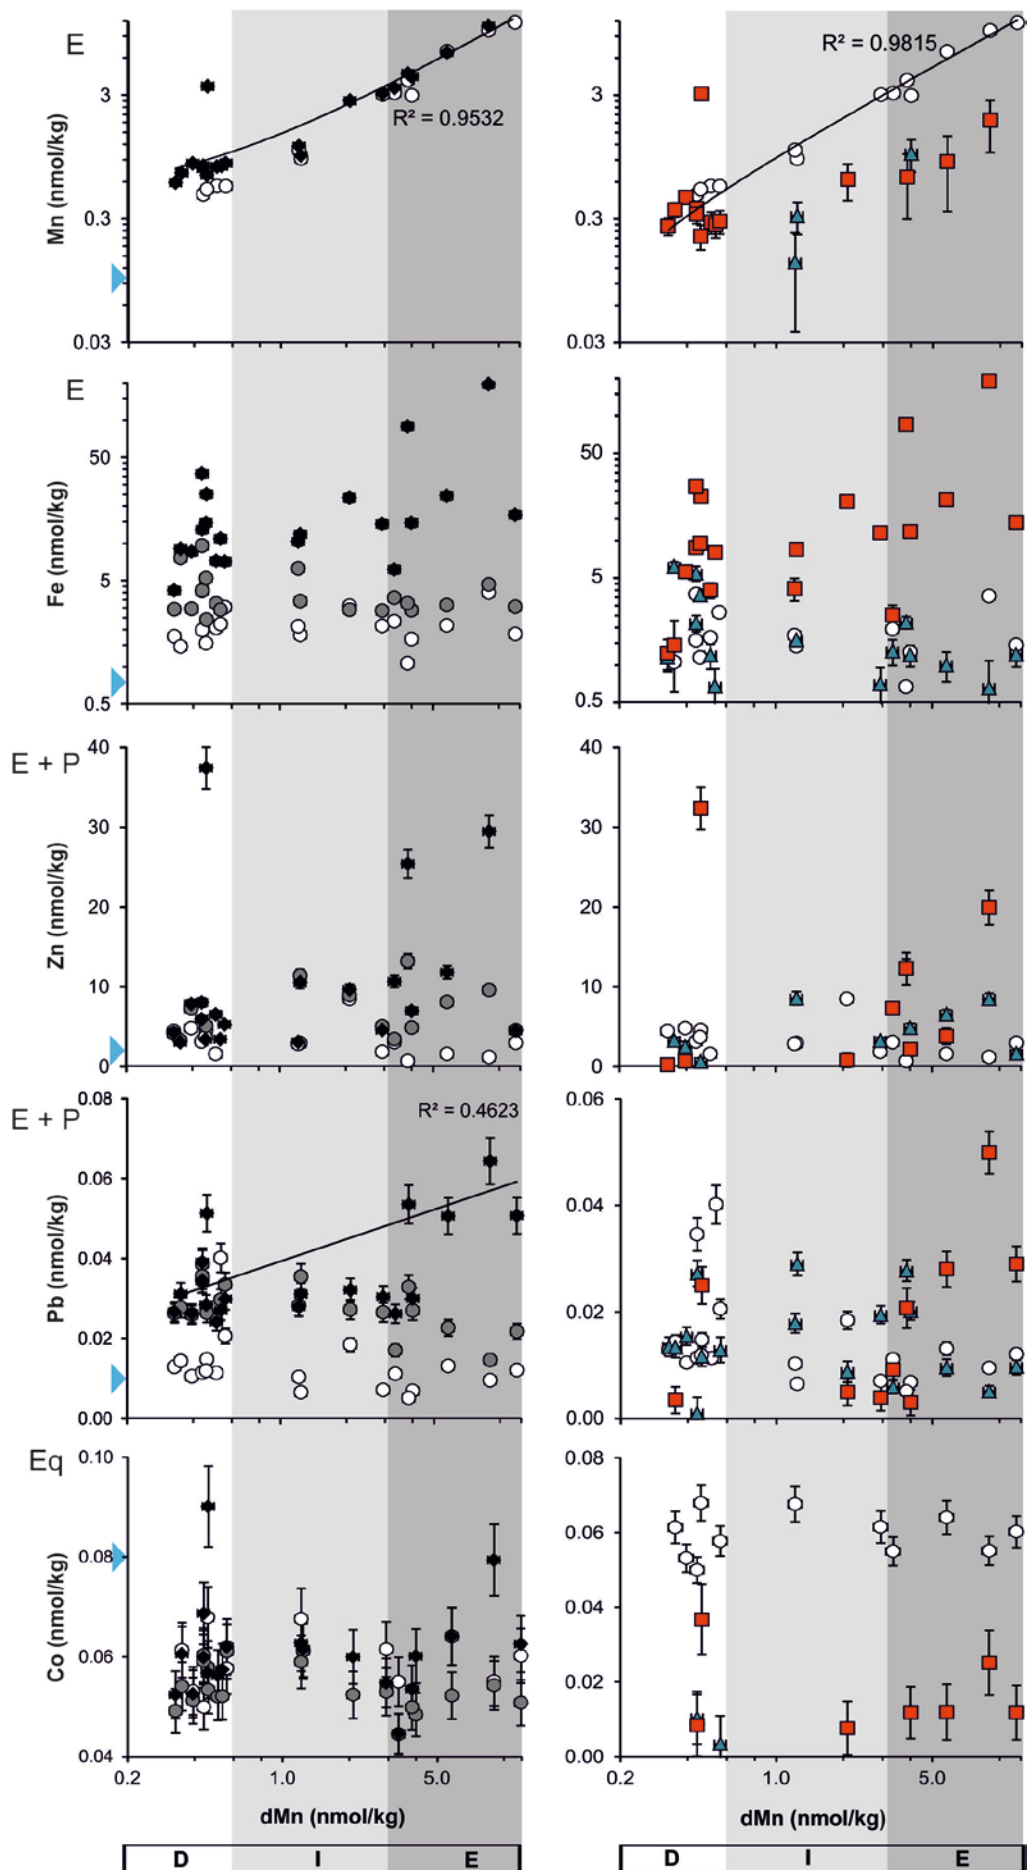 E
Mn (nmol/kg)
3
0.3
0.03
R² = 0.9532
3
0.3
0.03
R² = 0.9815
E
Fe (nmol/kg)
50
5
0.5
50
5
0.5
E + P
Zn (nmol/kg)
40
30
20
10
0
40
30
20
10
0
E + P
Pb (nmol/kg)
0.08
0.06
0.04
0.02
0.00
R² = 0.4623
0.06
0.04
0.02
0.00
Eq
Co (nmol/kg)
0.10
0.08
0.06
0.04
0.08
0.06
0.04
0.02
0.00
0.2 1.0 5.0
0.2 1.0 5.0
dMn (nmol/kg)
dMn (nmol/kg)
D I E
D I E